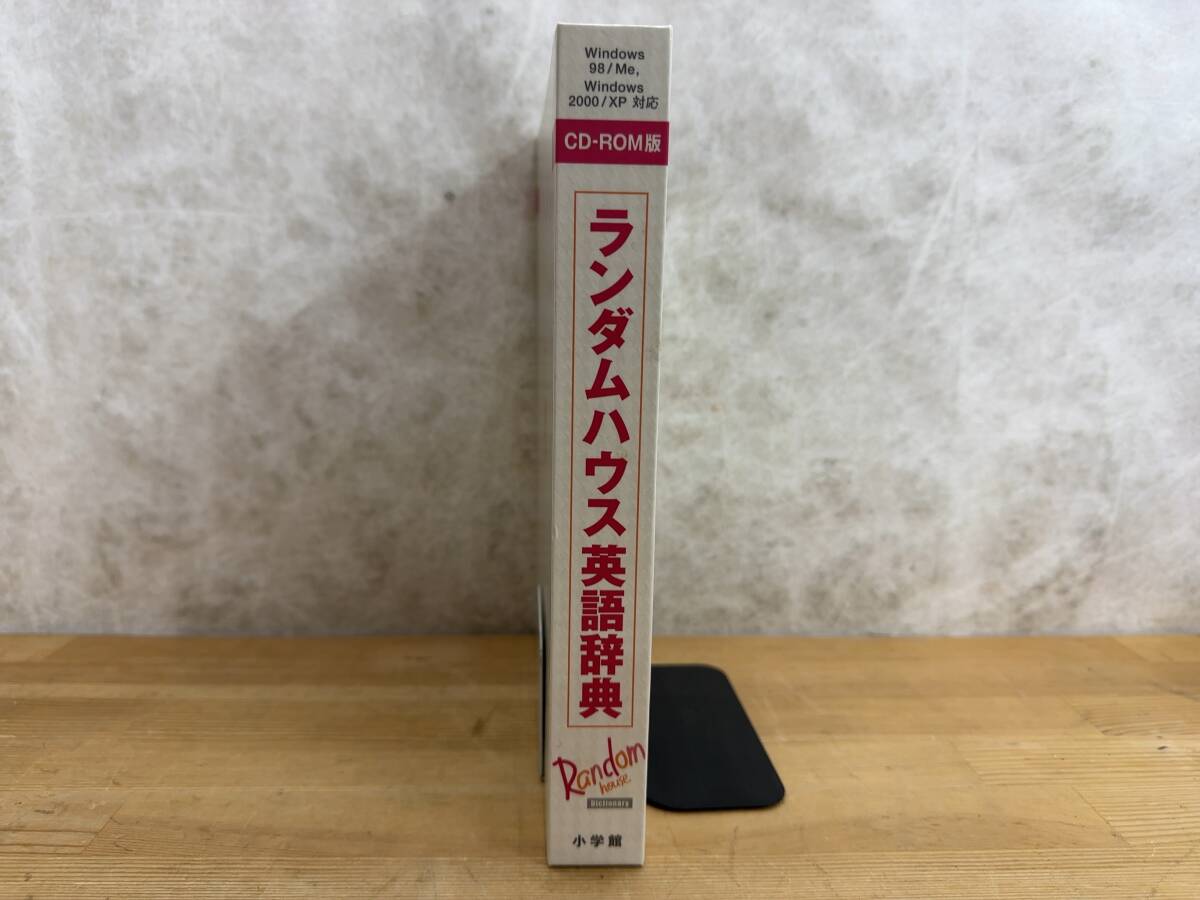 Windows
98/Me,
Windows
2000/XP 対応
CD-ROM版
ランダムハウス英語辞典
Random
house
Dictionary
小学館